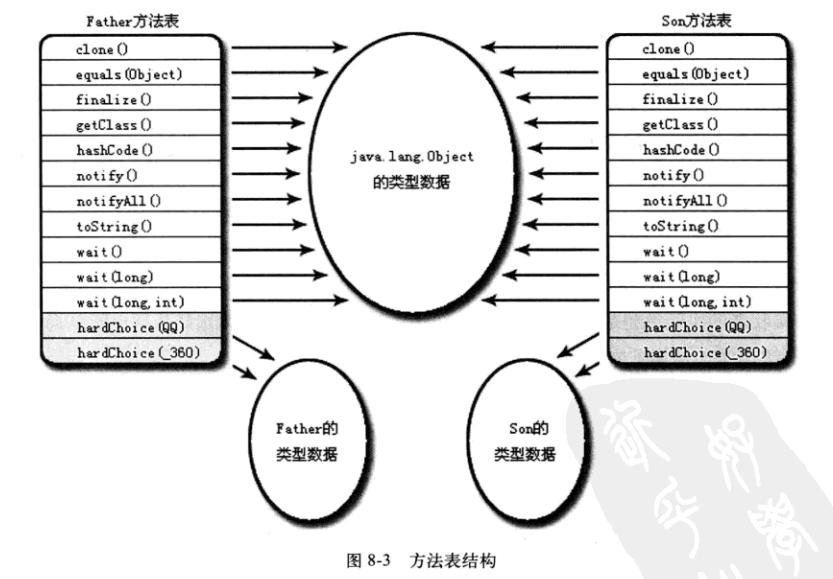 Father方法表
clone()
equals(Object)
finalize()
getClass()
hashCode()
notify()
notifyAll()
toString()
wait()
wait(long)
wait(long,int)
hardChoice(QQ)
hardChoice(_360)
java.lang.Object
的类型数据
Son方法表
clone()
equals(Object)
finalize()
getClass()
hashCode()
notify()
notifyAll()
toString()
wait()
wait(long)
wait(long,int)
hardChoice(QQ)
hardChoice(_360)
Father的
类型数据
Son的
类型数据
图 8-3 方法表结构